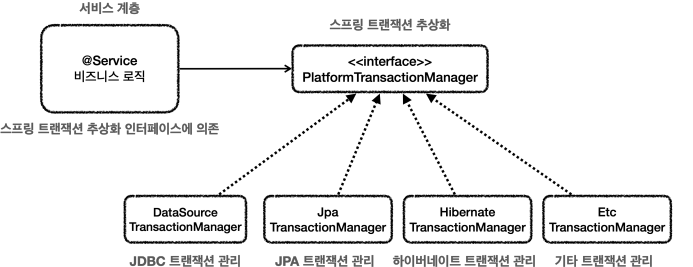 서비스 계층
스프링 트랜잭션 추상화
@Service
비즈니스 로직
<<interface>>
PlatformTransactionManager
스프링 트랜잭션 추상화 인터페이스에 의존
DataSource
TransactionManager
Jpa
TransactionManager
Hibernate
TransactionManager
Etc
TransactionManager
JDBC 트랜잭션 관리
JPA 트랜잭션 관리
하이버네이트 트랜잭션 관리
기타 트랜잭션 관리